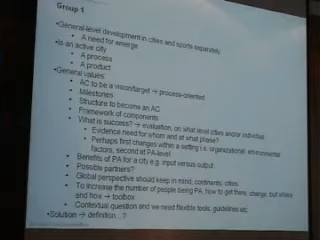 Group 1
•General-level development in cities and sports separately
• A need for emerge
•Is an active city
• A process
• A product
•General values:
• AC to be a vision/target → process-oriented
• Milestones
• Structure to become an AC
• Framework of components
• What is success? → evaluation, on what level cities and/or individual
• Evidence need for whom and at what phase?
• Perhaps first changes within a setting i.e. organizational, environmental
factors, second at PA-level
• Benefits of PA for a city e.g. input versus output
• Possible partners?
• Global perspective should keep in mind; continents, cities,
• To increase the number of people being PA, how to get there, change, but where
and how → toolbox
• Contextual question and we need flexible tools, guidelines etc.
•Solution → definition…?